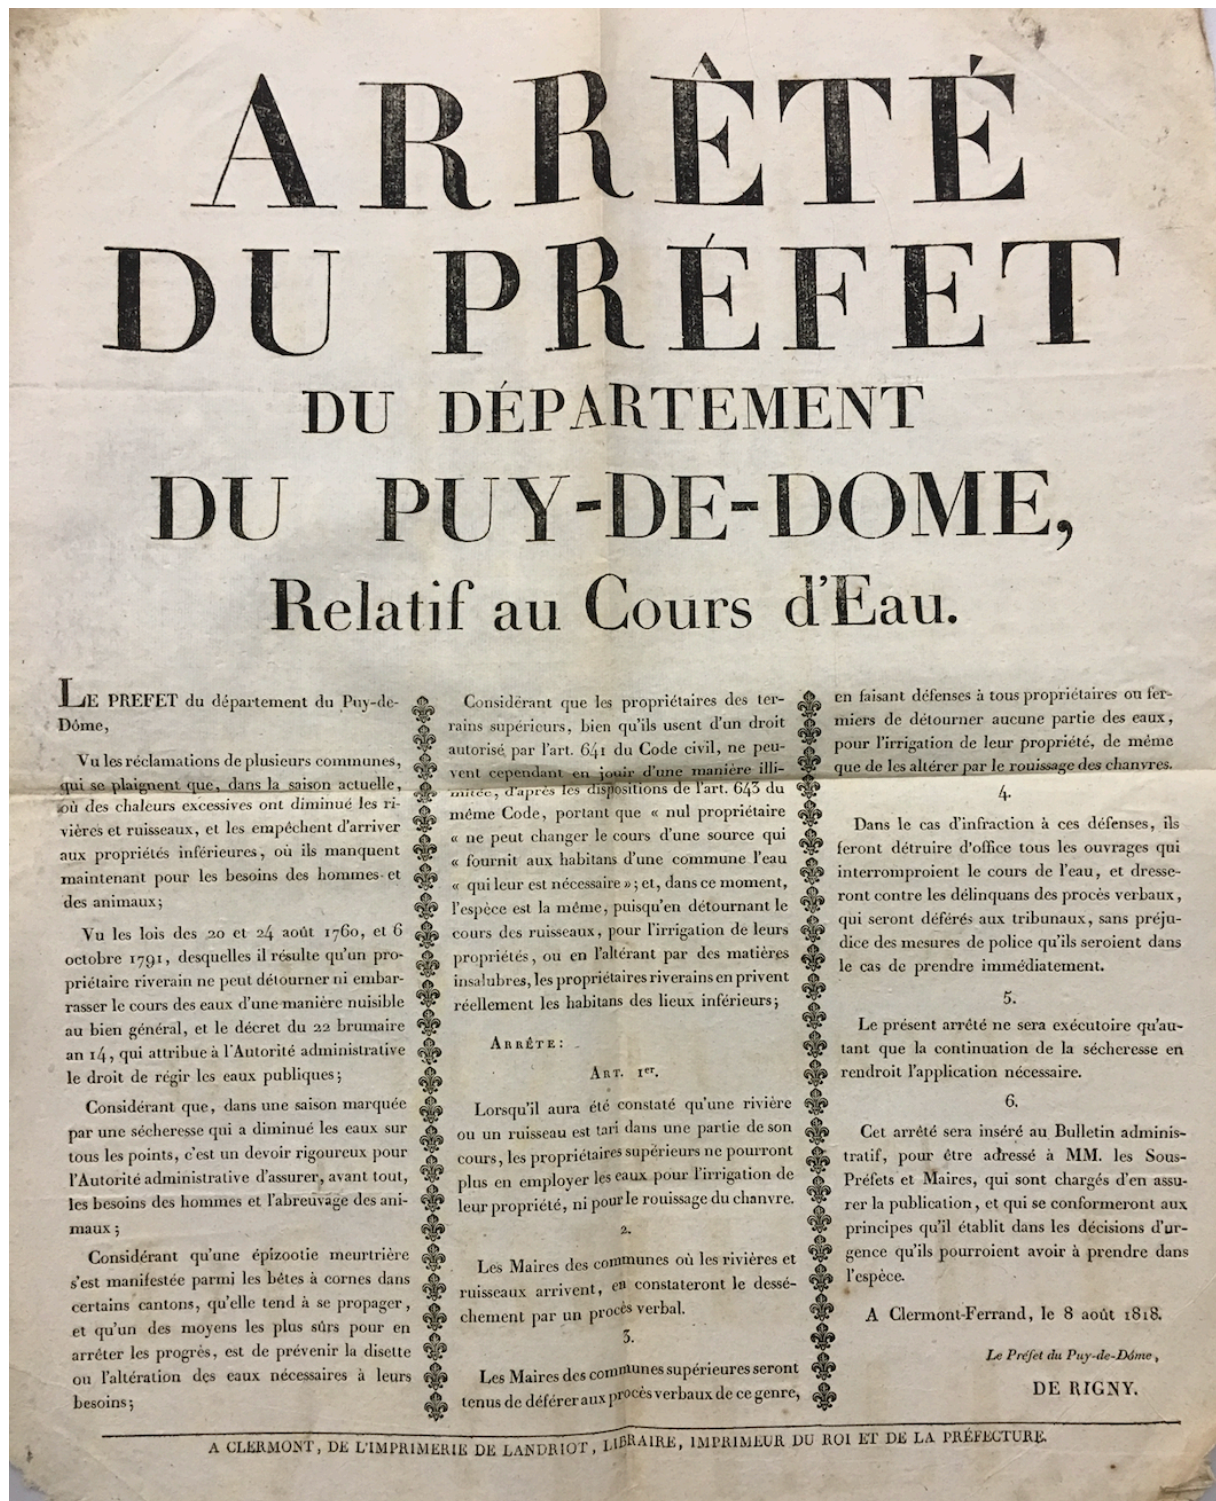 ARRÊTÉ
DU PRÉFET
DU DÉPARTEMENT
DU PUY-DE-DOME,
Relatif au Cours d'Eau.
LE PREFET du département du Puy-de-
Dôme,
Vu les réclamations de plusieurs communes,
qui se plaignent que, dans la saison actuelle,
où des chaleurs excessives ont diminué les ri-
vières et ruisseaux, et les empêchent d'arriver
aux propriétés inférieures, où ils manquent
maintenant pour les besoins des hommes et
des animaux;
Vu les lois des 20 et 24 août 1760, et 6
octobre 1791, desquelles il résulte qu'un pro-
priétaire riverain ne peut détourner ni embar-
rasser le cours des eaux d'une manière nuisible
au bien général, et le décret du 22 brumaire
an 14, qui attribue à l'Autorité administrative
le droit de régir les eaux publiques;
Considérant que, dans une saison marquée
par une sécheresse qui a diminué les eaux sur
tous les points, c'est un devoir rigoureux pour
l'Autorité administrative d'assurer, avant tout,
les besoins des hommes et l'abreuvage des ani-
maux;
Considérant qu'une épizootie meurtrière
s'est manifestée parmi les bêtes à cornes dans
certains cantons, qu'elle tend à se propager,
et qu'un des moyens les plus sûrs pour en
arrêter les progrès, est de prévenir la disette
ou l'altération des eaux nécessaires à leurs
besoins;
Considérant que les propriétaires des ter-
rains supérieurs, bien qu'ils usent d'un droit
autorisé par l'art. 641 du Code civil, ne peu-
vent cependant en jouir d'une manière illi-
mitée, d'après les dispositions de l'art. 643 du
même Code, portant que « nul propriétaire
« ne peut changer le cours d'une source qui
« fournit aux habitans d'une commune l'eau
« qui leur est nécessaire »; et, dans ce moment,
l'espèce est la même, puisqu'en détournant le
cours des ruisseaux, pour l'irrigation de leurs
propriétés, ou en l'altérant par des matières
insalubres, les propriétaires riverains en privent
réellement les habitans des lieux inférieurs;
ARRÊTE:
ART. 1er.
Lorsqu'il aura été constaté qu'une rivière
ou un ruisseau est tari dans une partie de son
cours, les propriétaires supérieurs ne pourront
plus en employer les eaux pour l'irrigation de
leur propriété, ni pour le rouissage du chanvre.
2.
Les Maires des communes où les rivières et
ruisseaux arrivent, en constateront le dessé-
chement par un procès verbal.
3.
Les Maires des communes supérieures seront
tenus de déférer aux procès verbaux de ce genre,
en faisant défenses à tous propriétaires ou fer-
miers de détourner aucune partie des eaux,
pour l'irrigation de leur propriété, de même
que de les altérer par le rouissage des chanvres.
4.
Dans le cas d'infraction à ces défenses, ils
feront détruire d'office tous les ouvrages qui
interromproient le cours de l'eau, et dresse-
ront contre les délinquans des procès verbaux,
qui seront déférés aux tribunaux, sans préju-
dice des mesures de police qu'ils seroient dans
le cas de prendre immédiatement.
5.
Le présent arrêté ne sera exécutoire qu'au-
tant que la continuation de la sécheresse en
rendroit l'application nécessaire.
6.
Cet arrêté sera inséré au Bulletin adminis-
tratif, pour être adressé à MM. les Sous-
Préfets et Maires, qui sont chargés d'en assu-
rer la publication, et qui se conformeront aux
principes qu'il établit dans les décisions d'ur-
gence qu'ils pourroient avoir à prendre dans
l'espèce.
A Clermont-Ferrand, le 8 août 1818.
Le Préfet du Puy-de-Dôme,
DE RIGNY.
A CLERMONT, DE L'IMPRIMERIE DE LANDRIOT, LIBRAIRE, IMPRIMEUR DU ROI ET DE LA PRÉFECTURE.